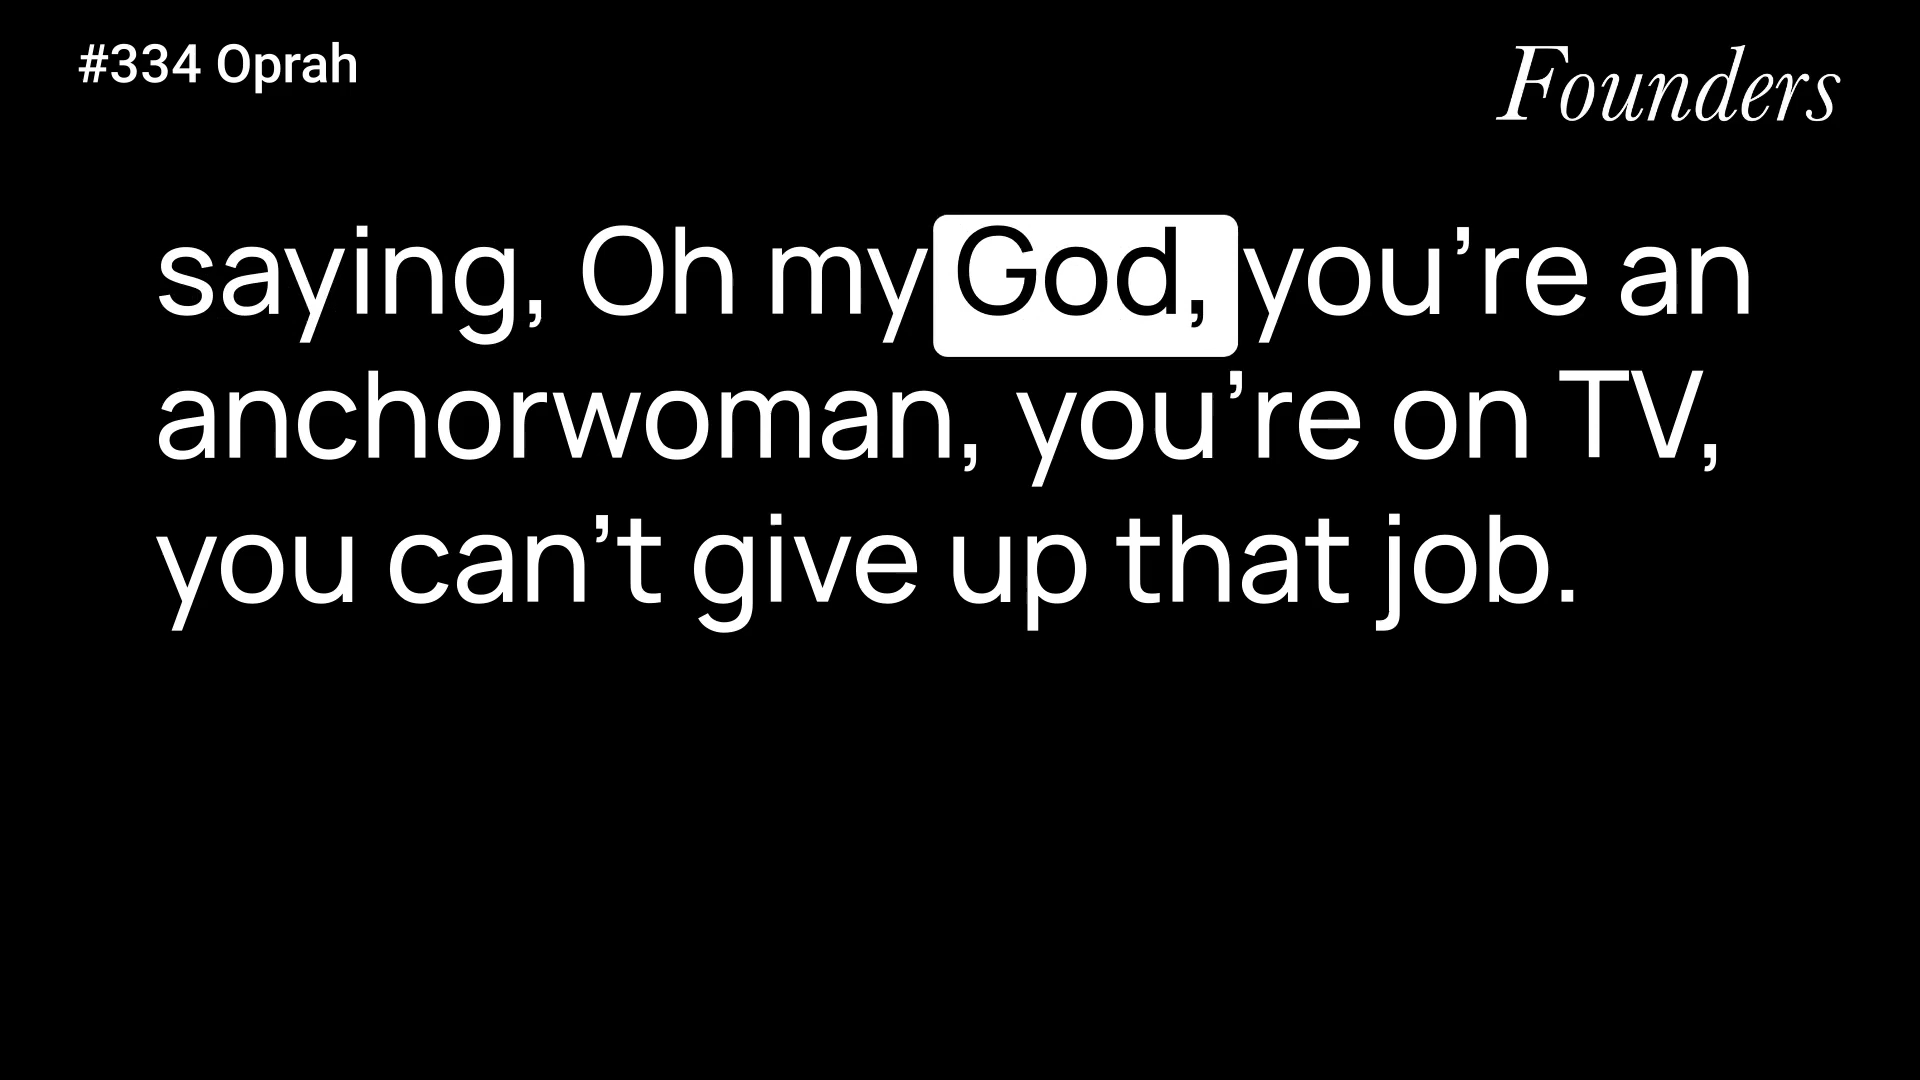 #334 Oprah
Founders
saying, Oh my God, you’re an
anchorwoman, you’re on TV,
you can’t give up that job.